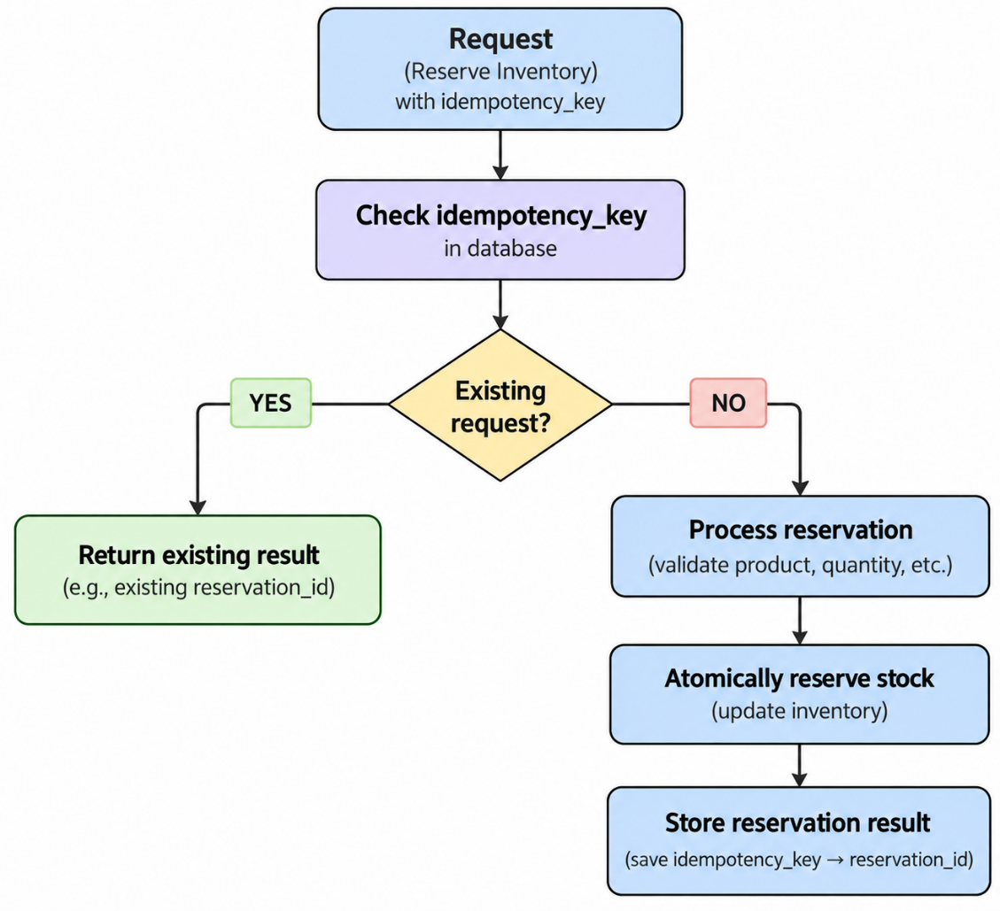 Request
(Reserve Inventory)
with idempotency_key
Check idempotency_key
in database
Existing
request?
YES
NO
Return existing result
(e.g., existing reservation_id)
Process reservation
(validate product, quantity, etc.)
Atomically reserve stock
(update inventory)
Store reservation result
(save idempotency_key → reservation_id)